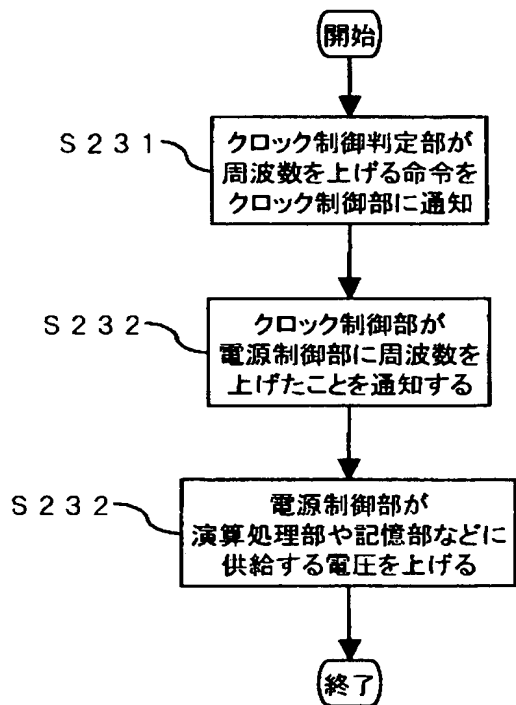 開始
S231
クロック制御判定部が
周波数を上げる命令を
クロック制御部に通知
S232
クロック制御部が
電源制御部に周波数を
上げたことを通知する
S232
電源制御部が
演算処理部や記憶部などに
供給する電圧を上げる
終了